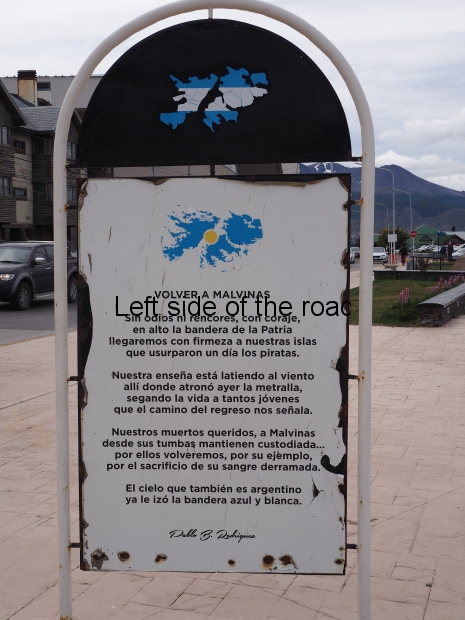 VOLVER A MALVINAS
Left side of the road
Sin odios ni rencores, con coraje,
en alto la bandera de la Patria
llegaremos con firmeza a nuestras islas
que usurparon un día los piratas.
Nuestra enseña está latiendo al viento
allí donde atronó ayer la metralla,
segando la vida a tantos jóvenes
que el camino del regreso nos señala.
Nuestros muertos queridos, a Malvinas
desde sus tumbas mantienen custodiada...
por ellos volveremos, por su ejemplo,
por el sacrificio de su sangre derramada.
El cielo que también es argentino
ya le izó la bandera azul y blanca.
Pablo B. Rodríguez